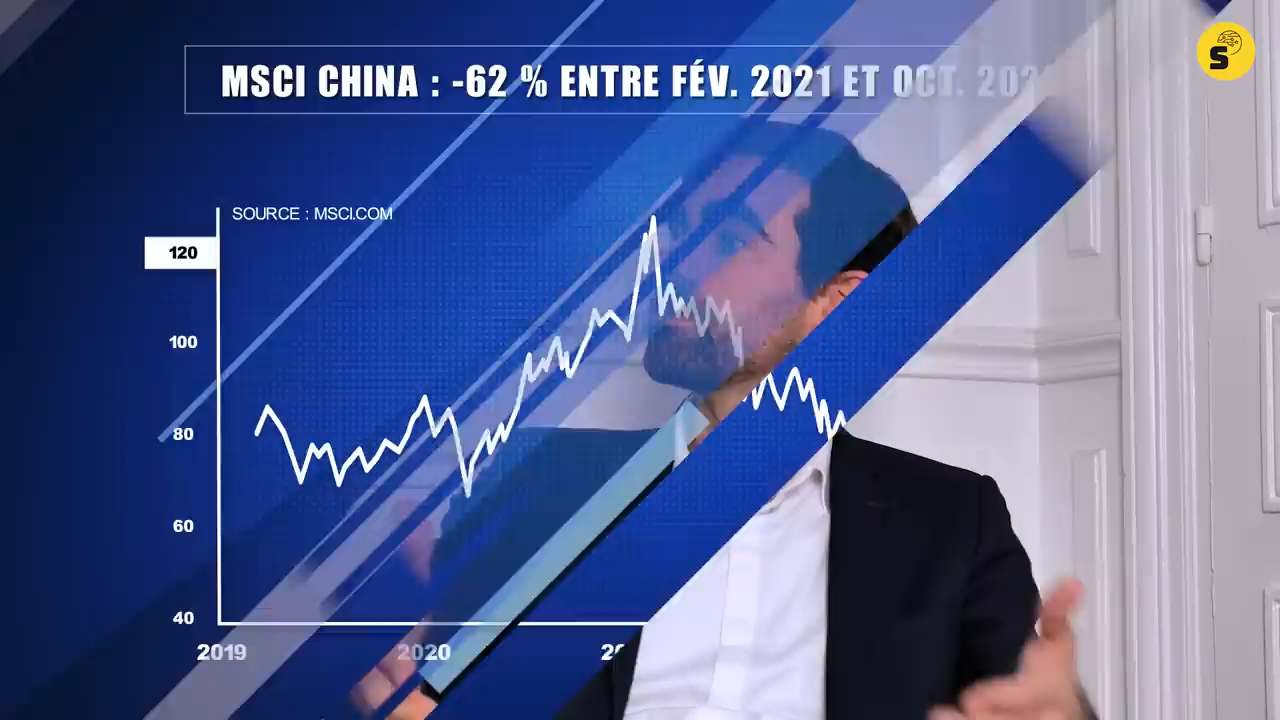 MSCI CHINA : -62 % ENTRE FÉV. 2021 ET OCT.
SOURCE : MSCI.COM
120
100
80
60
40
2019
2020
S